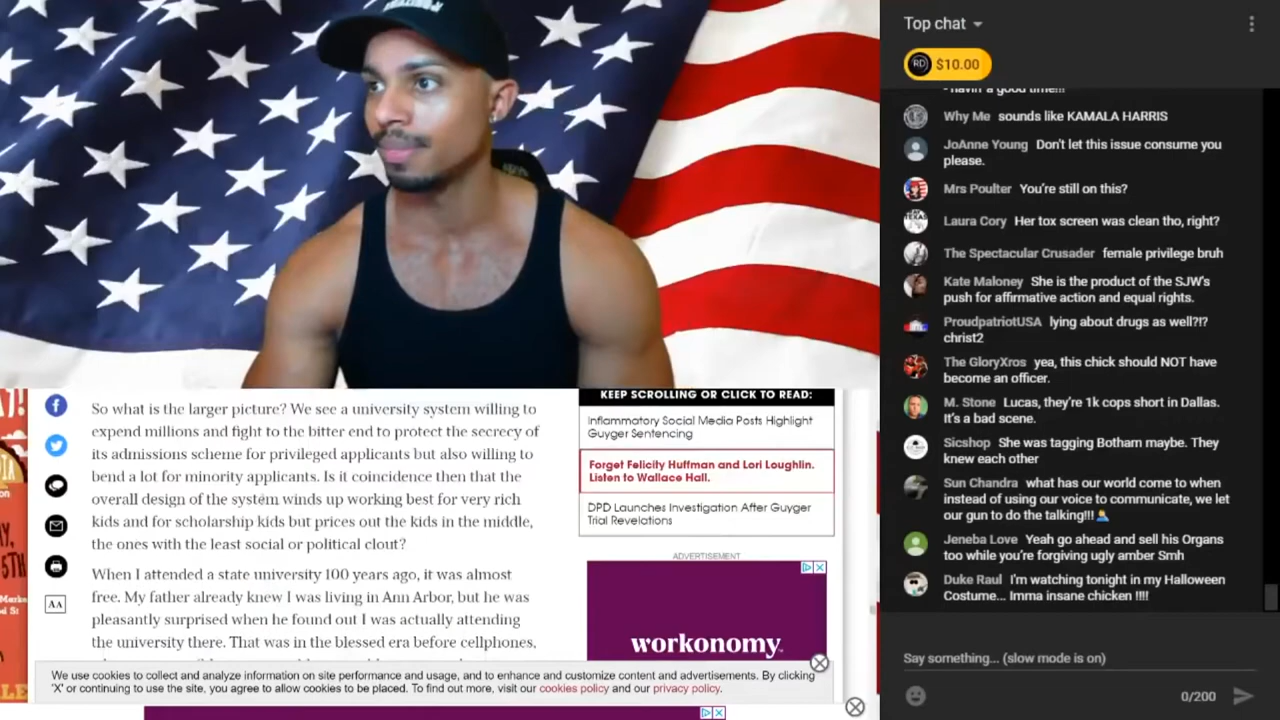 Top chat
RD $10.00
- havin' a good time!!!
Why Me sounds like KAMALA HARRIS
JoAnne Young Don't let this issue consume you
please.
Mrs Poulter You're still on this?
Laura Cory Her tox screen was clean tho, right?
The Spectacular Crusader female privilege bruh
Kate Maloney She is the product of the SJW's
push for affirmative action and equal rights.
ProudpatriotUSA lying about drugs as well?!?
christ2
The GloryXros yea, this chick should NOT have
become an officer.
M. Stone Lucas, they're 1k cops short in Dallas.
It's a bad scene.
Sicshop She was tagging Botham maybe. They
knew each other
Sun Chandra what has our world come to when
instead of using our voice to communicate, we let
our gun to do the talking!!!
Jeneba Love Yeah go ahead and sell his Organs
too while you're forgiving ugly amber Smh
Duke Raul I'm watching tonight in my Halloween
Costume... Imma insane chicken !!!!
Say something... (slow mode is on)
0/200
So what is the larger picture? We see a university system willing to
expend millions and fight to the bitter end to protect the secrecy of
its admissions scheme for privileged applicants but also willing to
bend a lot for minority applicants. Is it coincidence then that the
overall design of the system winds up working best for very rich
kids and for scholarship kids but prices out the kids in the middle,
the ones with the least social or political clout?
When I attended a state university 100 years ago, it was almost
free. My father already knew I was living in Ann Arbor, but he was
pleasantly surprised when he found out I was actually attending
the university there. That was in the blessed era before cellphones,
AA
KEEP SCROLLING OR CLICK TO READ:
Inflammatory Social Media Posts Highlight
Guyger Sentencing
Forget Felicity Huffman and Lori Loughlin.
Listen to Wallace Hall.
DPD Launches Investigation After Guyger
Trial Revelations
ADVERTISEMENT
workonomy
We use cookies to collect and analyze information on site performance and usage, and to enhance and customize content and advertisements. By clicking
'X' or continuing to use the site, you agree to allow cookies to be placed. To find out more, visit our cookies policy and our privacy policy.